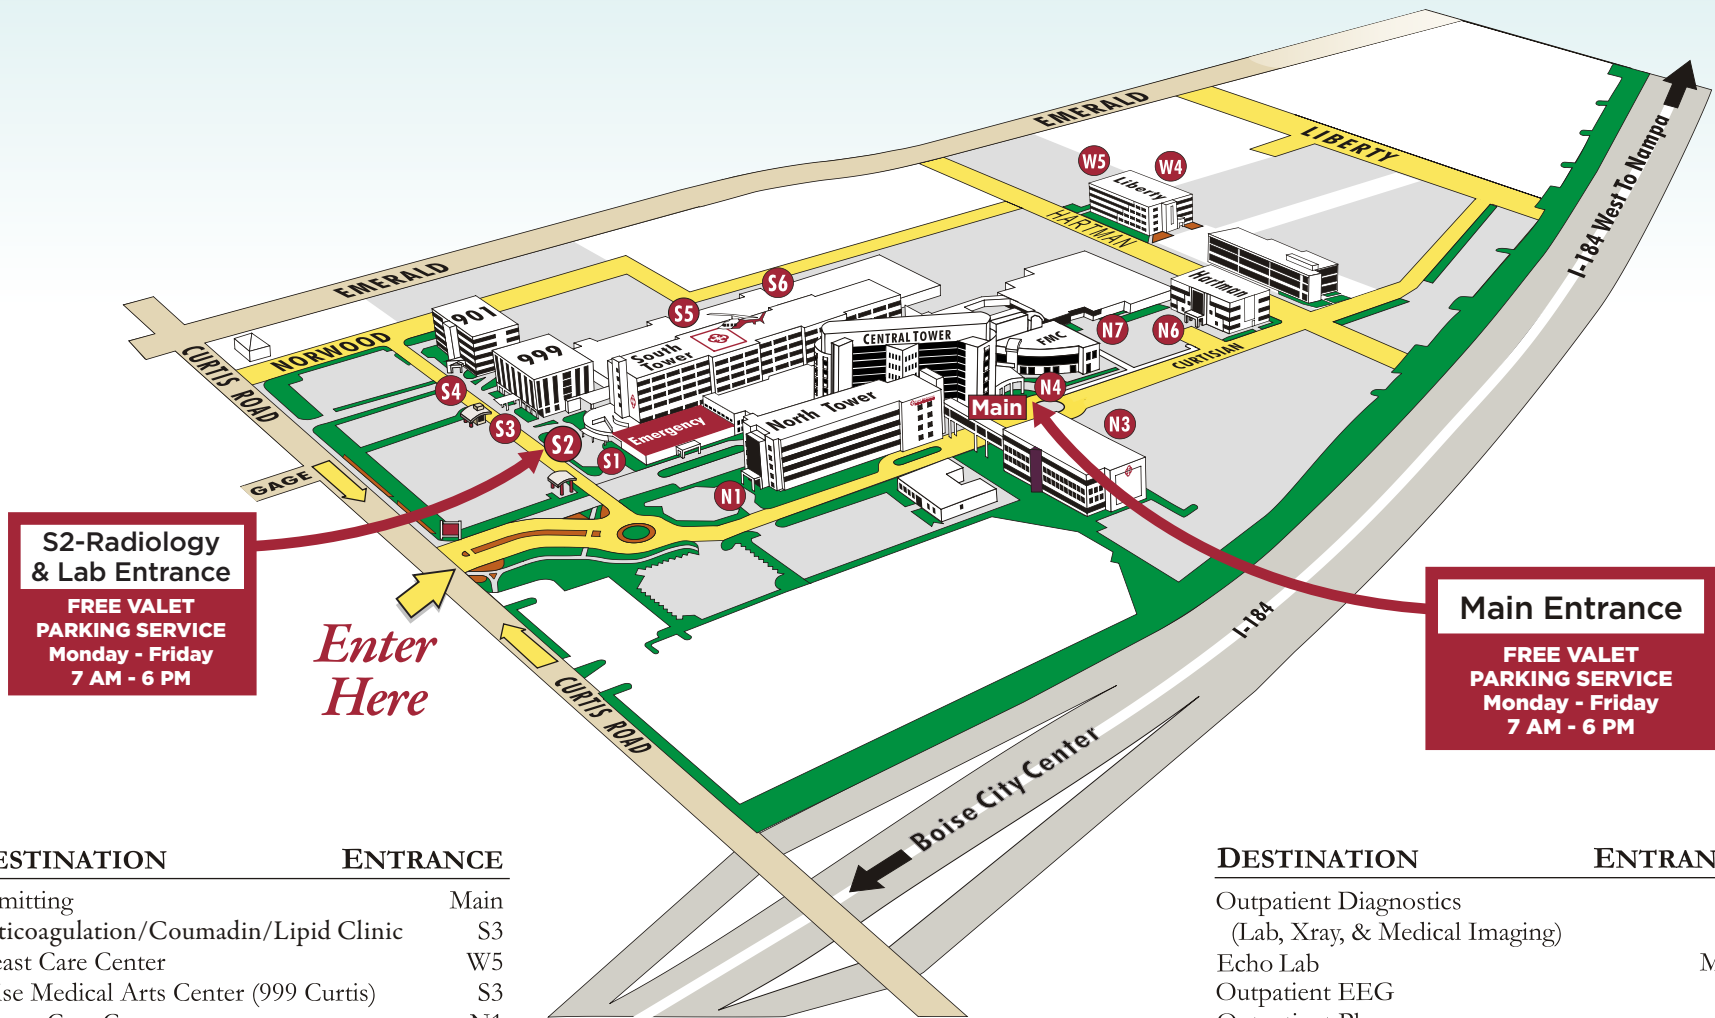 EMERALD
LIBERTY
I-184 West To Nampa
W5
W4
Liberty
HARTMAN
EMERALD
S6
S5
901
Hartman
NORWOOD
999
South
Tower
CENTRAL TOWER
FMC
N7
N6
CURTISIAN
CURTIS ROAD
S4
S3
S2
S1
Emergency
North Tower
Main
N4
N3
GAGE
N1
S2-Radiology
& Lab Entrance
FREE VALET
PARKING SERVICE
Monday - Friday
7 AM - 6 PM
Enter
Here
CURTIS ROAD
I-184
Main Entrance
FREE VALET
PARKING SERVICE
Monday - Friday
7 AM - 6 PM
Boise City Center
ESTINATION ENTRANCE
mitting Main
ticoagulation/Coumadin/Lipid Clinic S3
east Care Center W5
ise Medical Arts Center (999 Curtis) S3
N1
DESTINATION ENTRAN
Outpatient Diagnostics
(Lab, Xray, & Medical Imaging)
Echo Lab M
Outpatient EEG